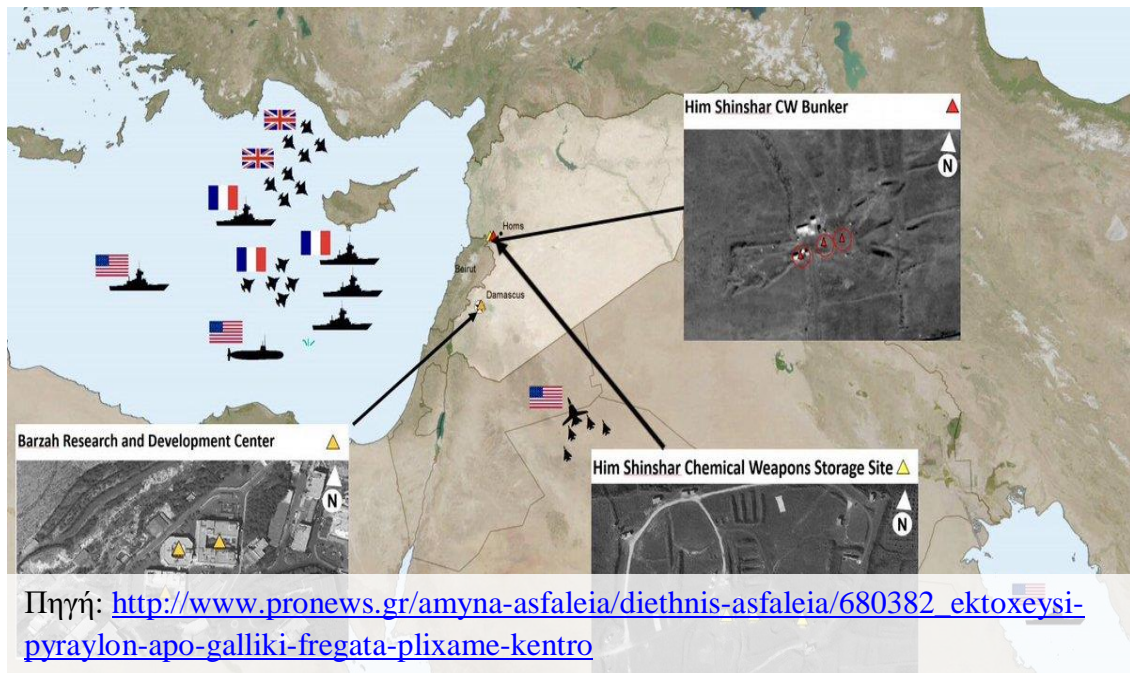 Him Shinshar CW Bunker
N
Homs
Beirut
Damascus
Barzah Research and Development Center
N
Him Shinshar Chemical Weapons Storage Site
N
Πηγή: http://www.pronews.gr/amyna-asfaleia/diethnis-asfaleia/680382_ektoxeysi-
pyraylon-apo-galliki-fregata-plixame-kentro